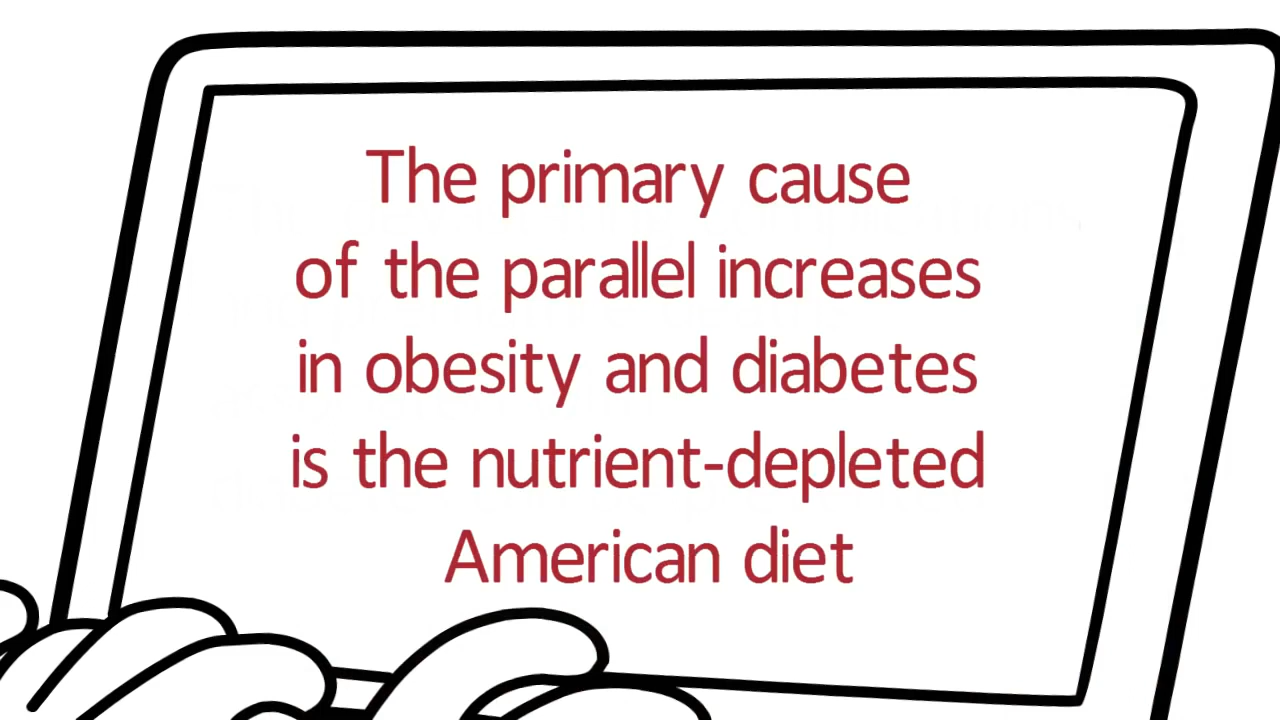 The primary cause
of the parallel increases
in obesity and diabetes
is the nutrient-depleted
American diet